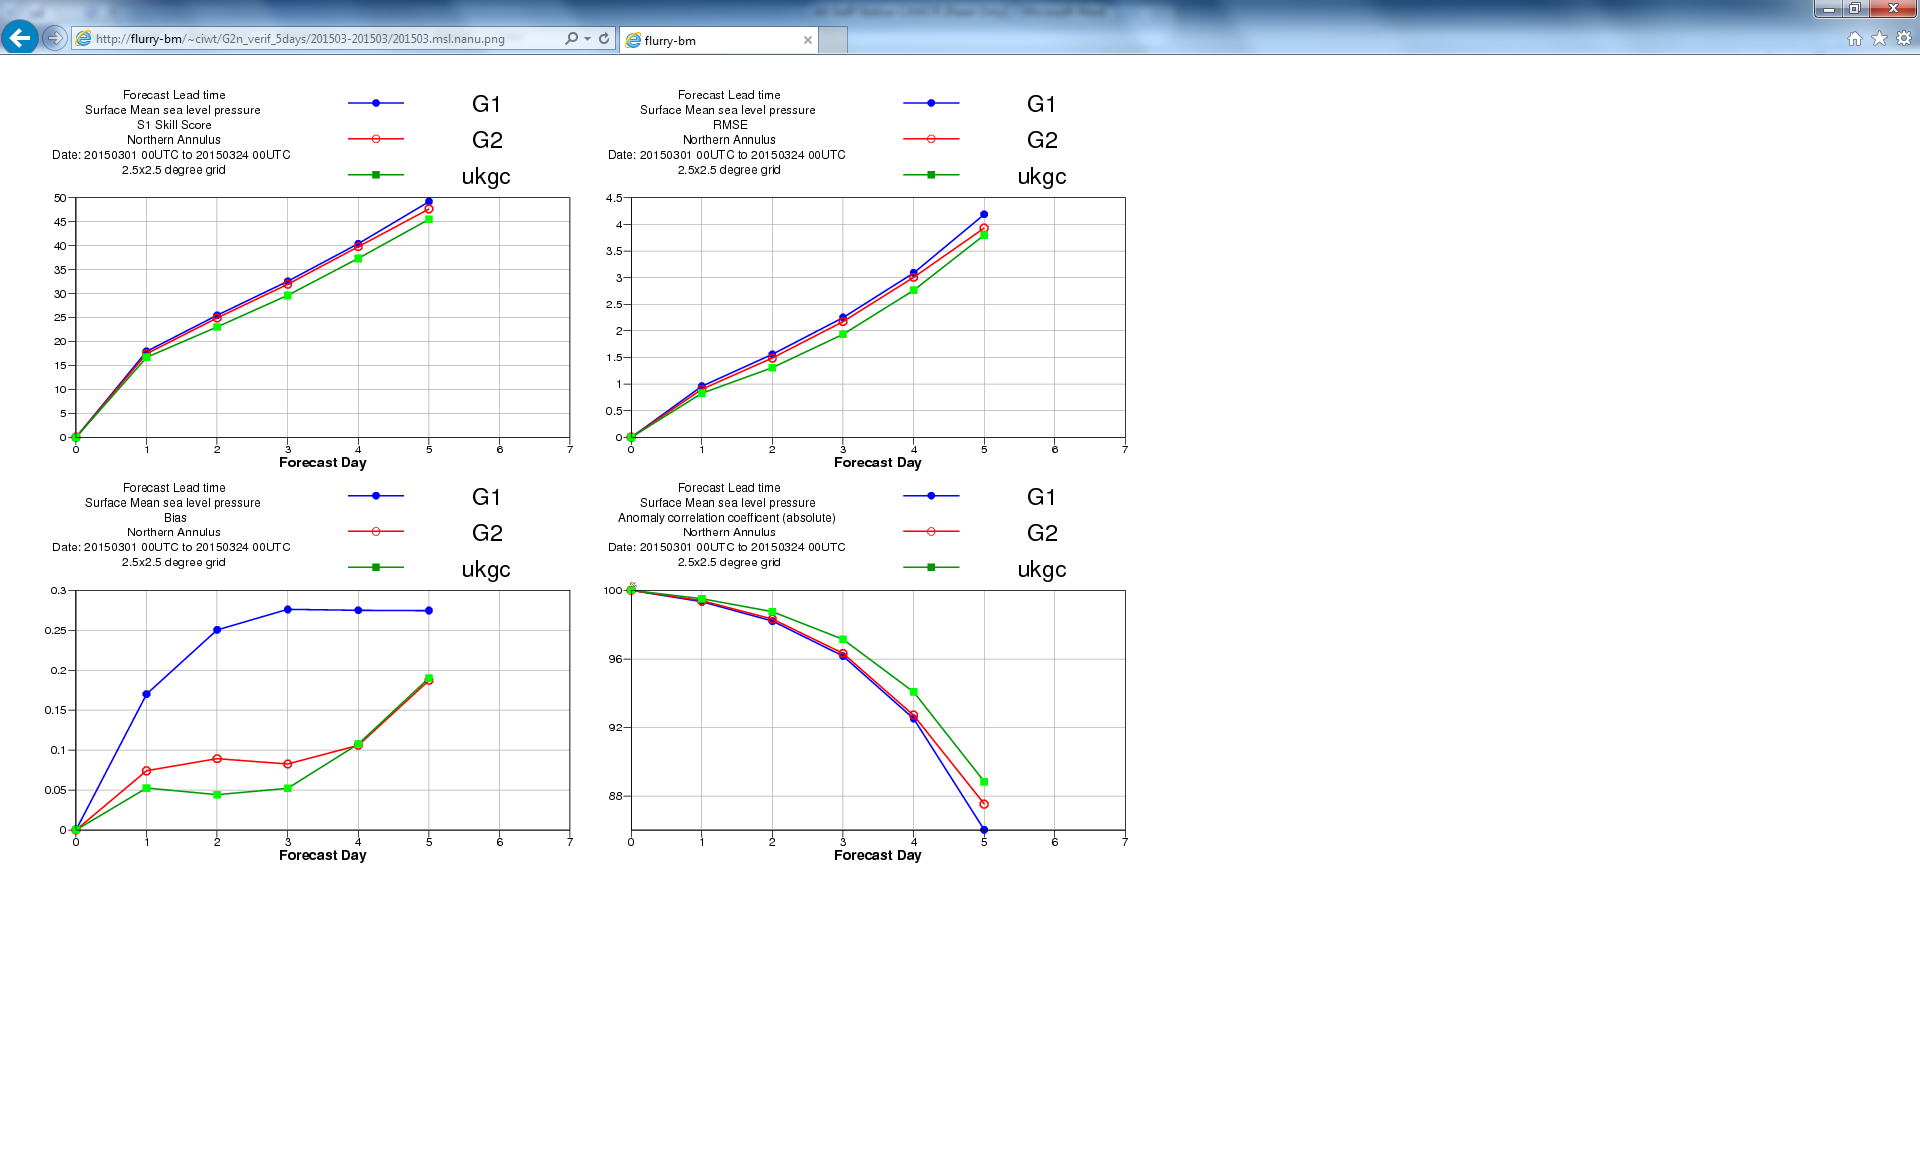 http://flurry-bm/~ciwt/G2n_verif_5days/201503-201503/201503.msl.nanu.png
flurry-bm
Forecast Lead time
Surface Mean sea level pressure
S1 Skill Score
Northern Annulus
Date: 20150301 00UTC to 20150324 00UTC
2.5x2.5 degree grid
G1
G2
ukgc
50
45
40
35
30
25
20
15
10
5
0
0 1 2 3 4 5 6 7
Forecast Day
Forecast Lead time
Surface Mean sea level pressure
RMSE
Northern Annulus
Date: 20150301 00UTC to 20150324 00UTC
2.5x2.5 degree grid
G1
G2
ukgc
4.5
4
3.5
3
2.5
2
1.5
1
0.5
0
0 1 2 3 4 5 6 7
Forecast Day
Forecast Lead time
Surface Mean sea level pressure
Bias
Northern Annulus
Date: 20150301 00UTC to 20150324 00UTC
2.5x2.5 degree grid
G1
G2
ukgc
0.3
0.25
0.2
0.15
0.1
0.05
0
0 1 2 3 4 5 6 7
Forecast Day
Forecast Lead time
Surface Mean sea level pressure
Anomaly correlation coefficent (absolute)
Northern Annulus
Date: 20150301 00UTC to 20150324 00UTC
2.5x2.5 degree grid
G1
G2
ukgc
%
100
96
92
88
0 1 2 3 4 5 6 7
Forecast Day